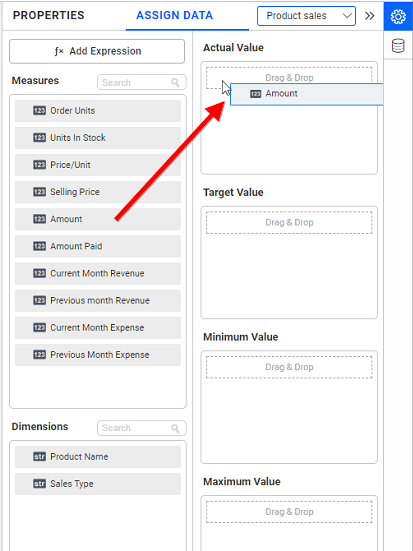 PROPERTIES
ASSIGN DATA
Product sales
ƒ× Add Expression
Measures
Search
123 Order Units
123 Units In Stock
123 Price/Unit
123 Selling Price
123 Amount
123 Amount Paid
123 Current Month Revenue
123 Previous month Revenue
123 Current Month Expense
123 Previous Month Expense
Dimensions
Search
str Product Name
str Sales Type
Actual Value
Drag & Drop
123 Amount
Target Value
Drag & Drop
Minimum Value
Drag & Drop
Maximum Value
Drag & Drop